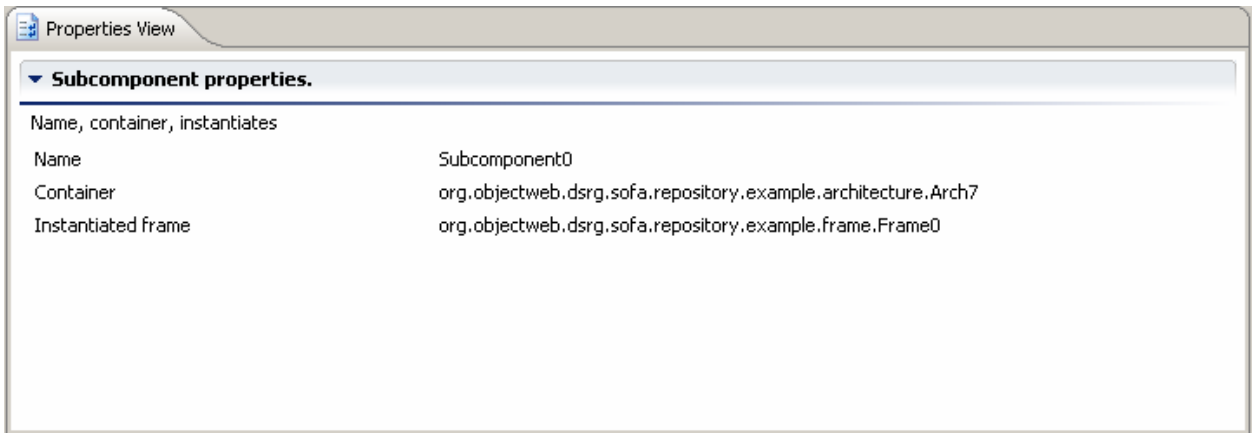 Properties View
Subcomponent properties.
Name, container, instantiates
Name Subcomponent0
Container org.objectweb.dsrg.sofa.repository.example.architecture.Arch7
Instantiated frame org.objectweb.dsrg.sofa.repository.example.frame.Frame0